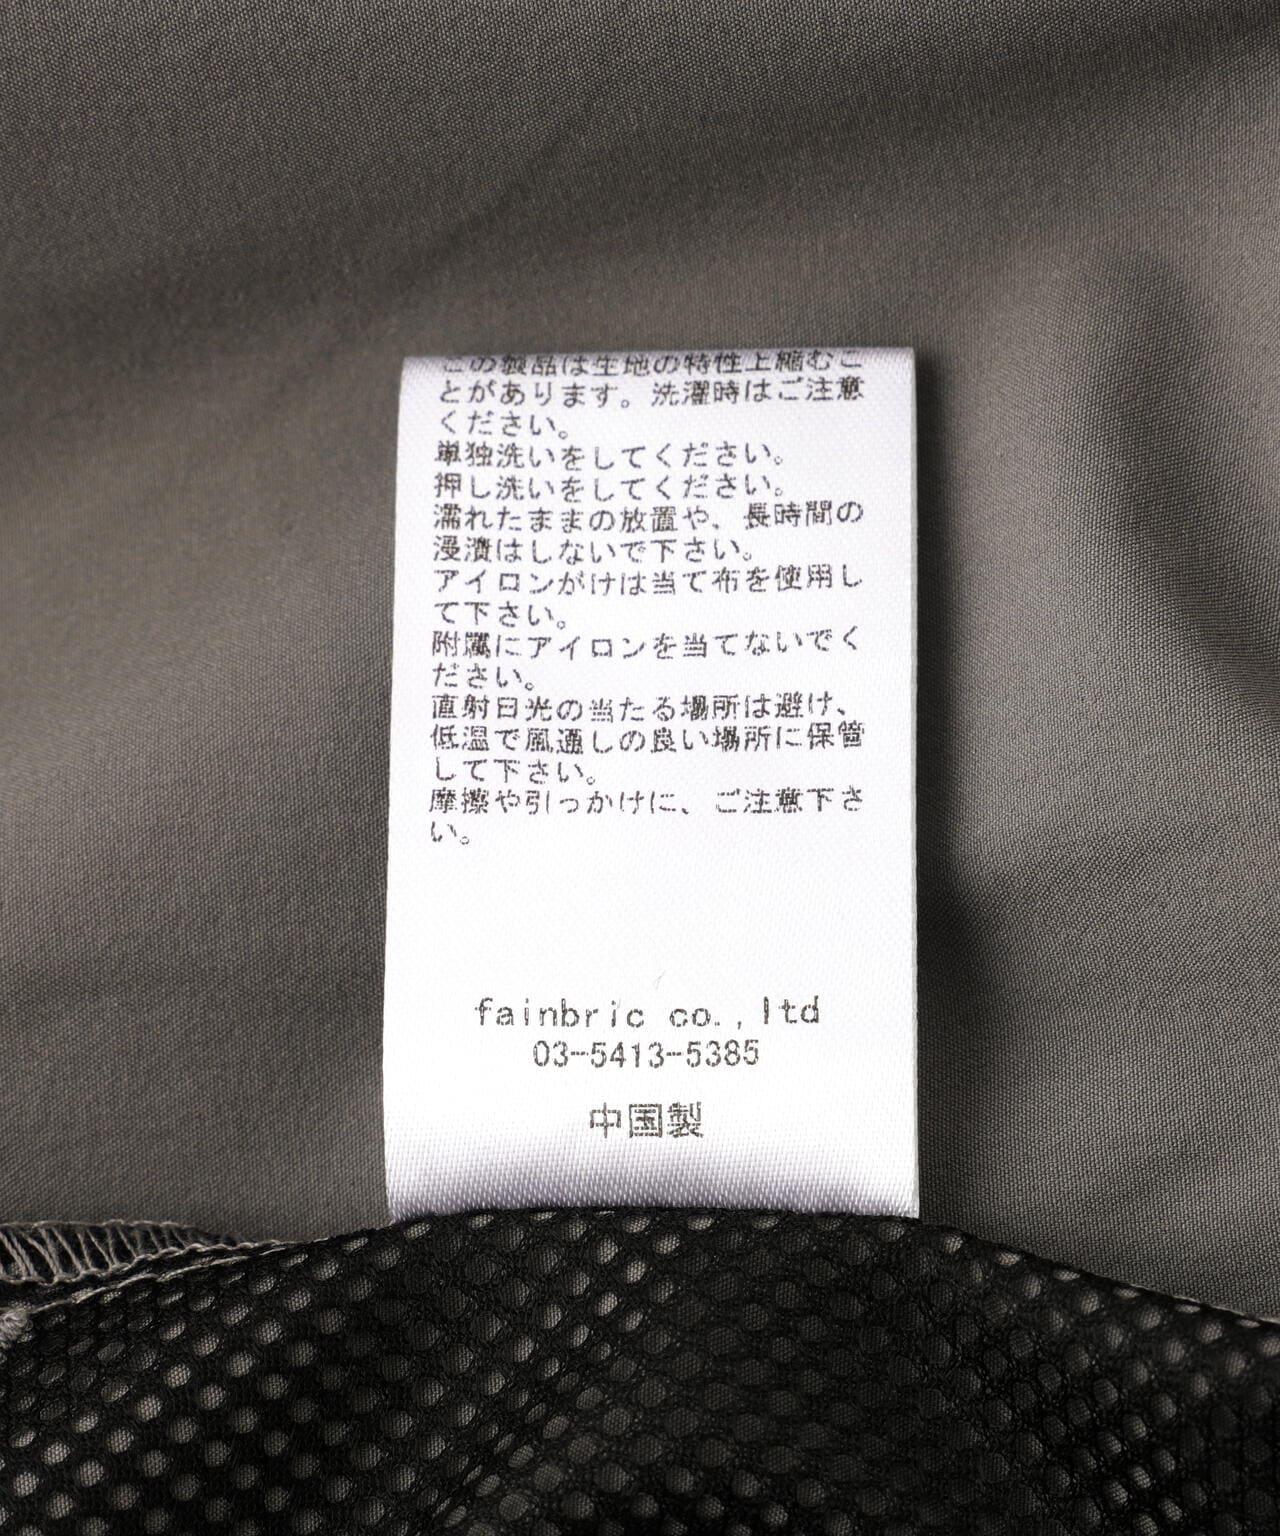 この製品は生地の特性上縮むこ
とがあります。洗濯時はご注意
ください。
単独洗いをしてください。
押し洗いをしてください。
濡れたままの放置や、長時間の
浸漬はしないで下さい。
アイロンがけは当て布を使用し
て下さい。
附属にアイロンを当てないでく
ださい。
直射日光の当たる場所は避け、
低温で風通しの良い場所に保管
して下さい。
摩擦や引っかけに、ご注意下さ
い。
fainbric co.,ltd
03-5413-5385
中国製